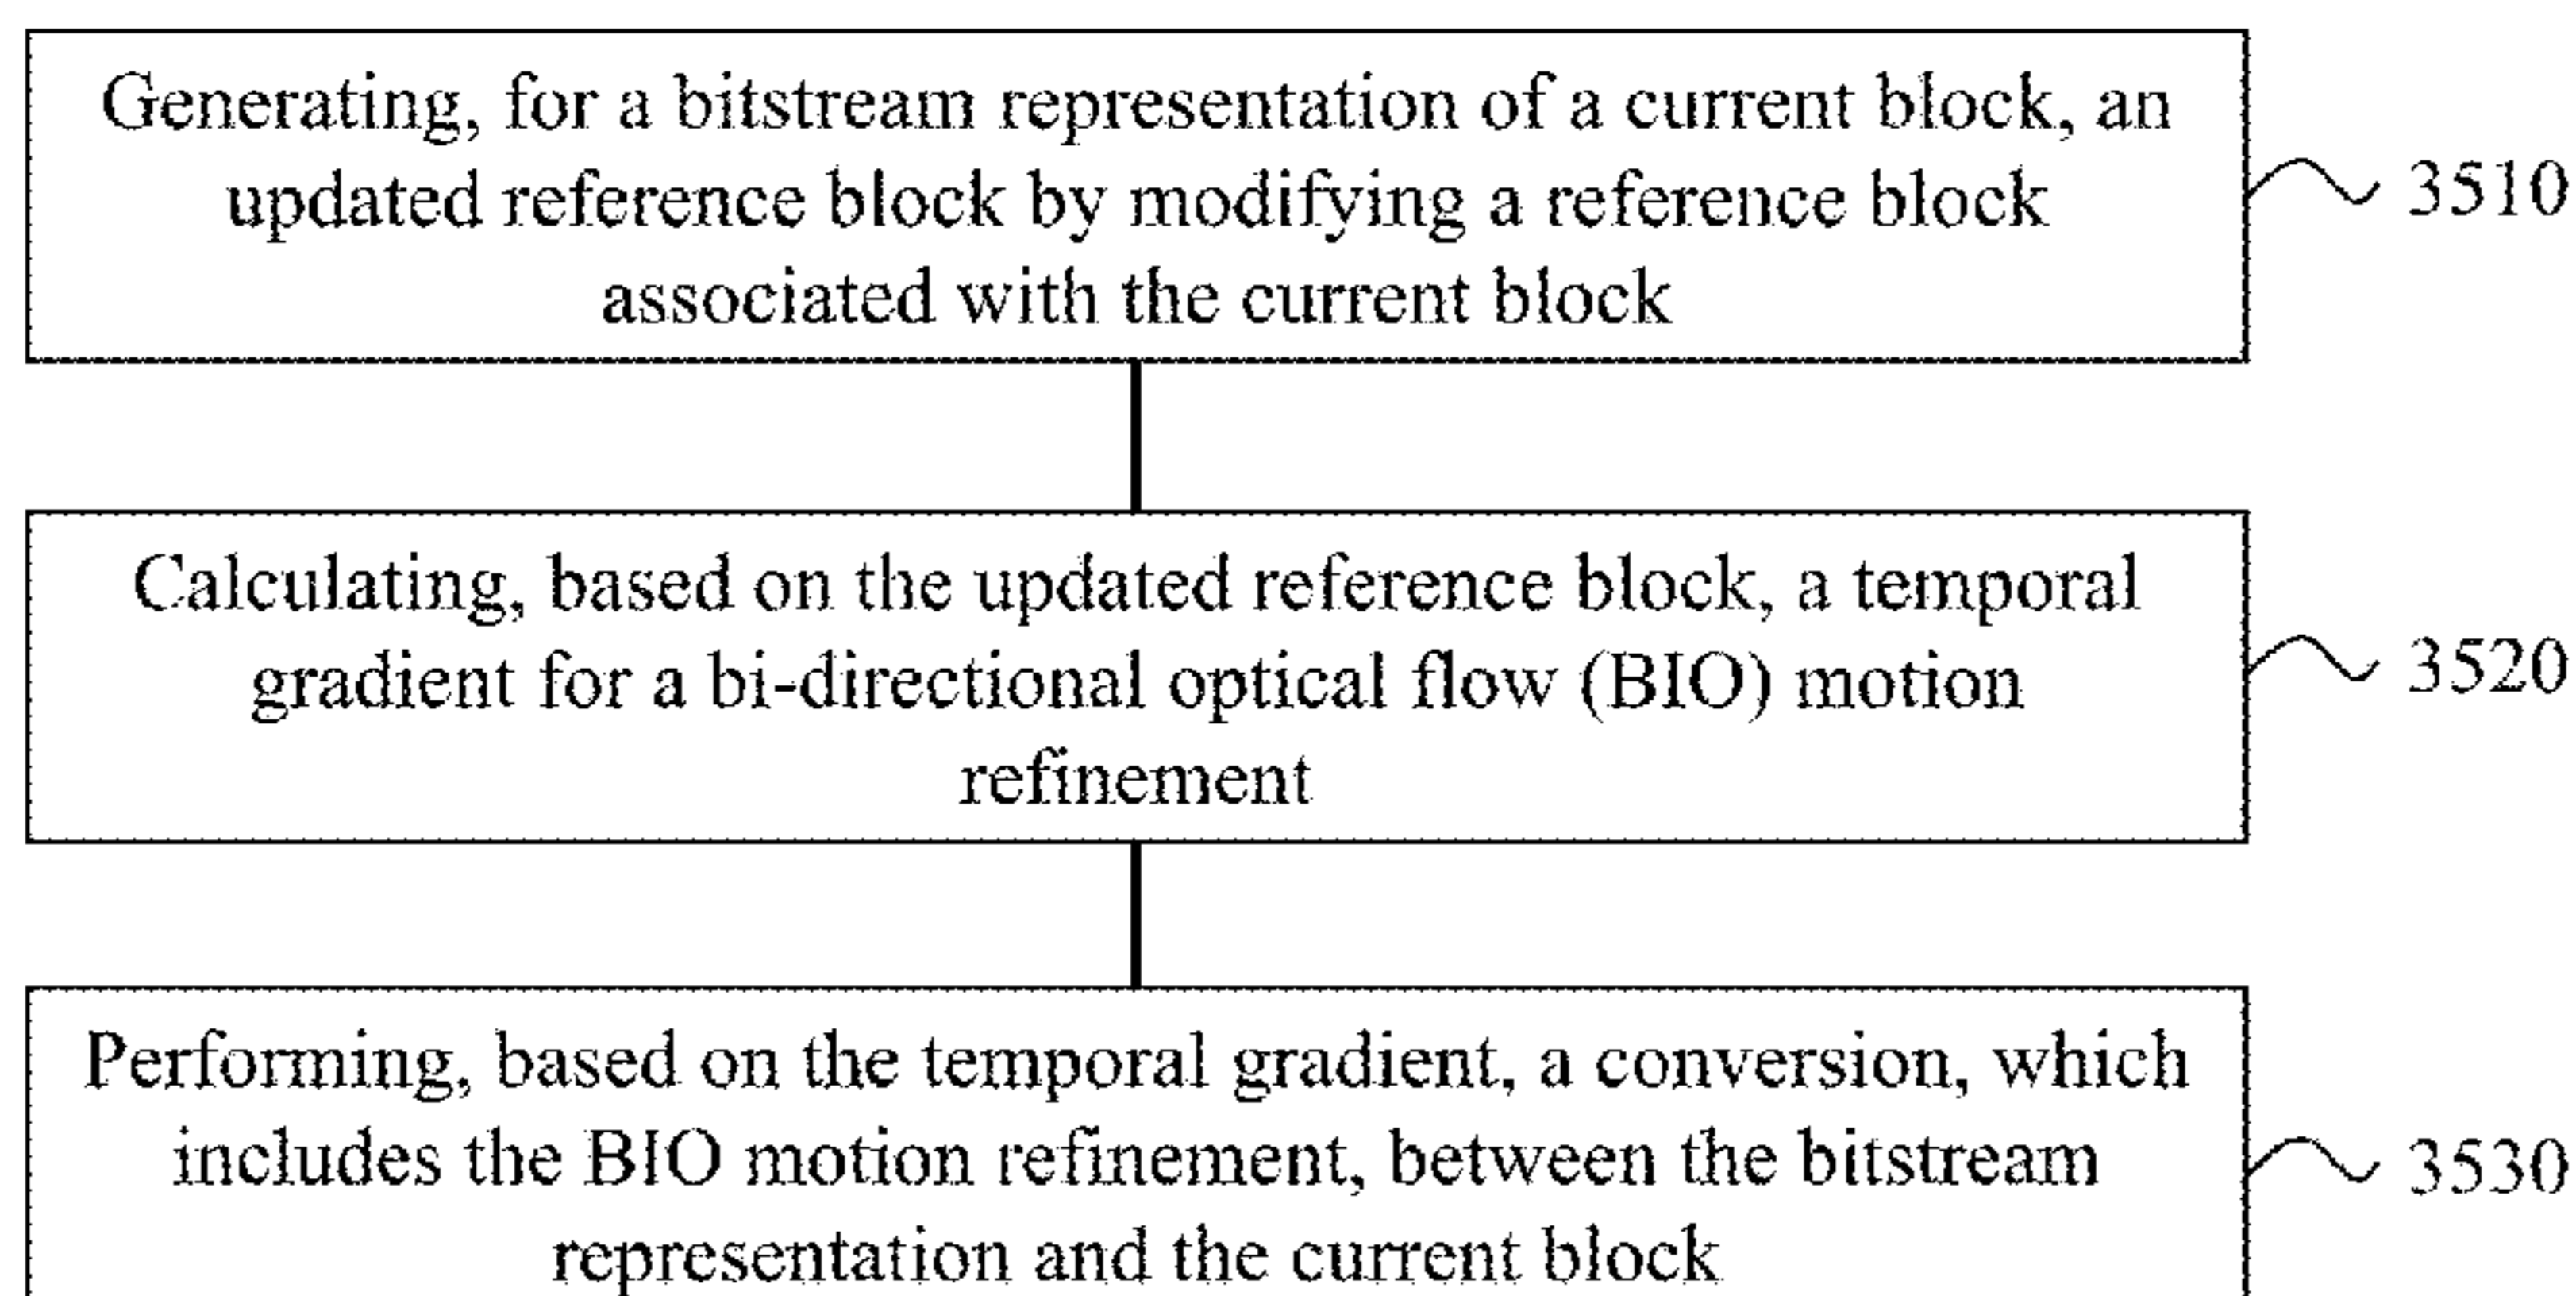 Generating, for a bitstream representation of a current block, an
updated reference block by modifying a reference block
associated with the current block
3510
Calculating, based on the updated reference block, a temporal
gradient for a bi-directional optical flow (BIO) motion
refinement
3520
Performing, based on the temporal gradient, a conversion, which
includes the BIO motion refinement, between the bitstream
representation and the current block
3530